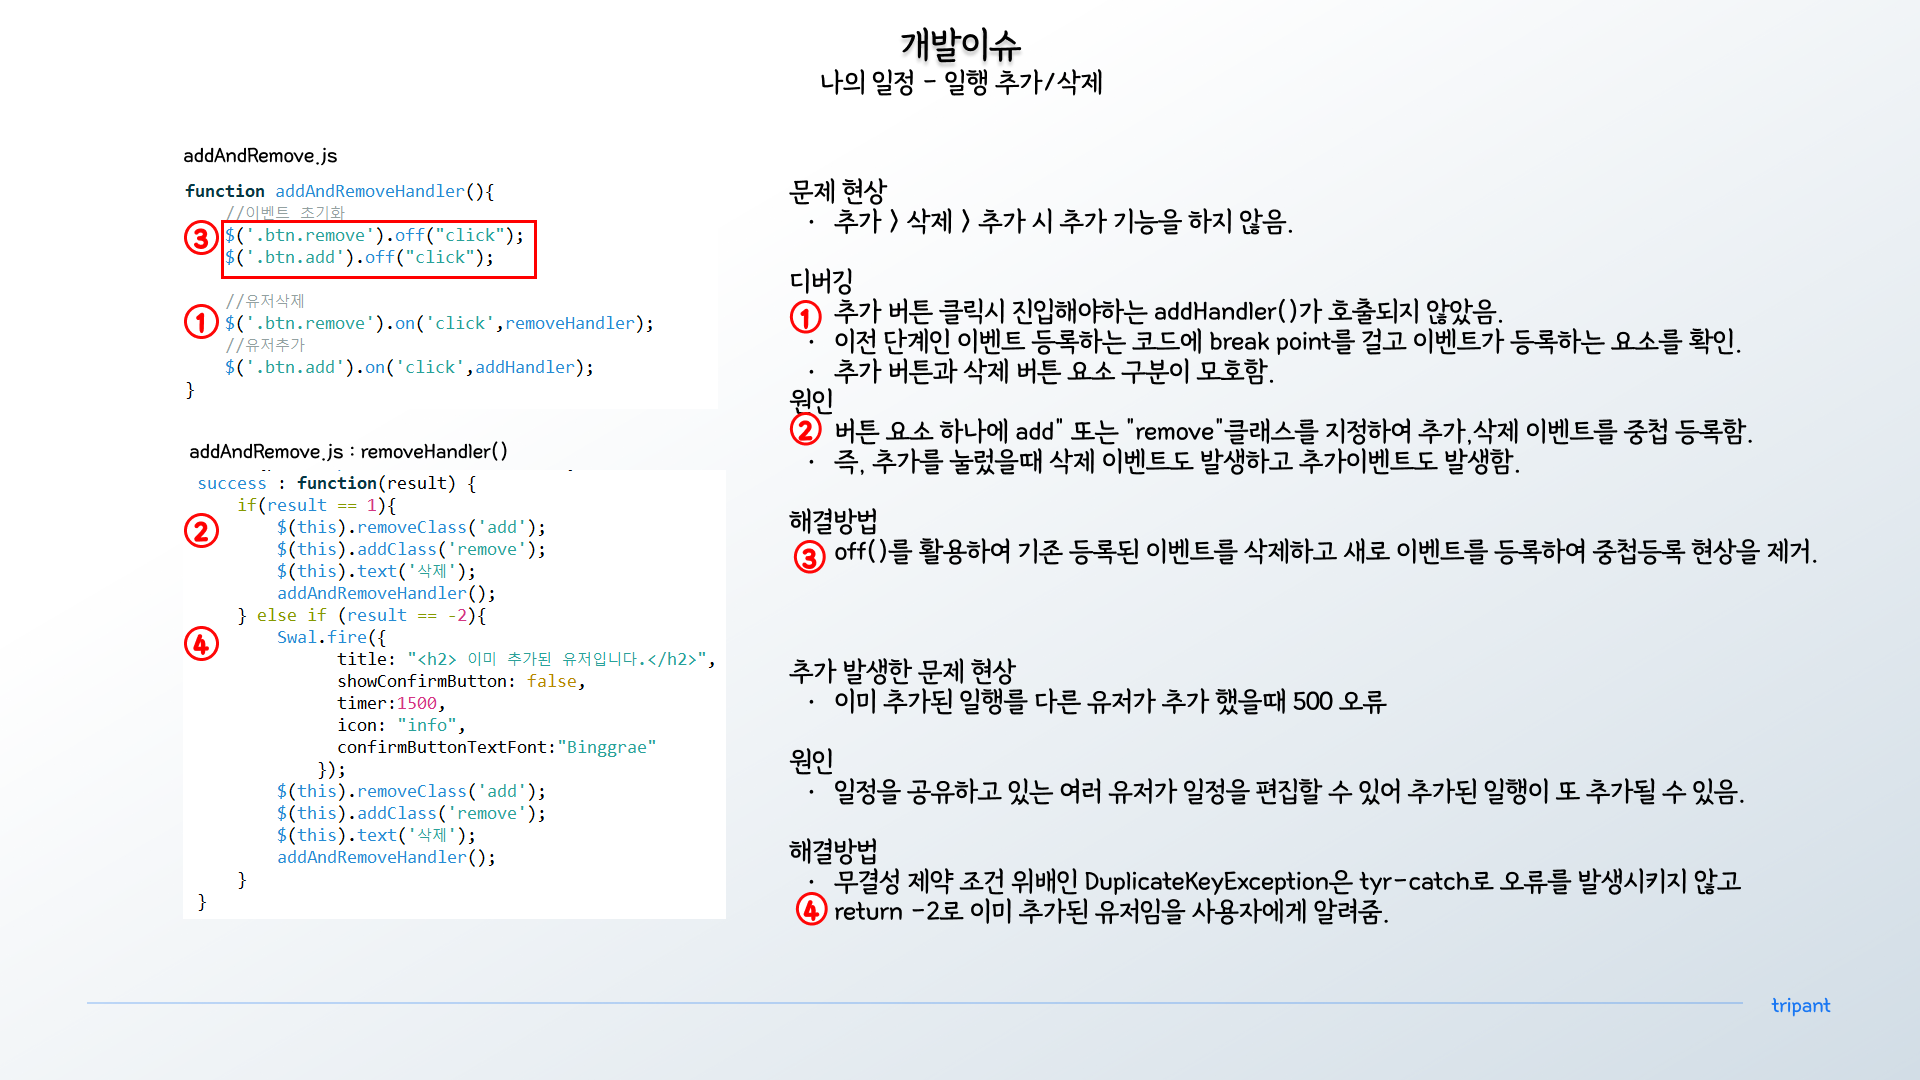 개발이슈
나의 일정 - 일행 추가/삭제
addAndRemove.js
function addAndRemoveHandler(){
//이벤트 초기화
③ $('.btn.remove').off("click");
$('.btn.add').off("click");
//유저삭제
① $('.btn.remove').on('click',removeHandler);
//유저추가
$('.btn.add').on('click',addHandler);
}
addAndRemove.js : removeHandler()
success : function(result) {
if(result == 1){
② $(this).removeClass('add');
$(this).addClass('remove');
$(this).text('삭제');
addAndRemoveHandler();
} else if (result == -2){
④ Swal.fire({
title: "<h2> 이미 추가된 유저입니다.</h2>",
showConfirmButton: false,
timer:1500,
icon: "info",
confirmButtonTextFont:"Binggrae"
});
$(this).removeClass('add');
$(this).addClass('remove');
$(this).text('삭제');
addAndRemoveHandler();
}
}
문제 현상
· 추가 > 삭제 > 추가 시 추가 기능을 하지 않음.
디버깅
① 추가 버튼 클릭시 진입해야하는 addHandler()가 호출되지 않았음.
· 이전 단계인 이벤트 등록하는 코드에 break point를 걸고 이벤트가 등록하는 요소를 확인.
· 추가 버튼과 삭제 버튼 요소 구분이 모호함.
원인
② 버튼 요소 하나에 add" 또는 "remove"클래스를 지정하여 추가,삭제 이벤트를 중첩 등록함.
· 즉, 추가를 눌렀을때 삭제 이벤트도 발생하고 추가이벤트도 발생함.
해결방법
③ off()를 활용하여 기존 등록된 이벤트를 삭제하고 새로 이벤트를 등록하여 중첩등록 현상을 제거.
추가 발생한 문제 현상
· 이미 추가된 일행를 다른 유저가 추가 했을때 500 오류
원인
· 일정을 공유하고 있는 여러 유저가 일정을 편집할 수 있어 추가된 일행이 또 추가될 수 있음.
해결방법
· 무결성 제약 조건 위배인 DuplicateKeyException은 tyr-catch로 오류를 발생시키지 않고
④ return -2로 이미 추가된 유저임을 사용자에게 알려줌.
tripant